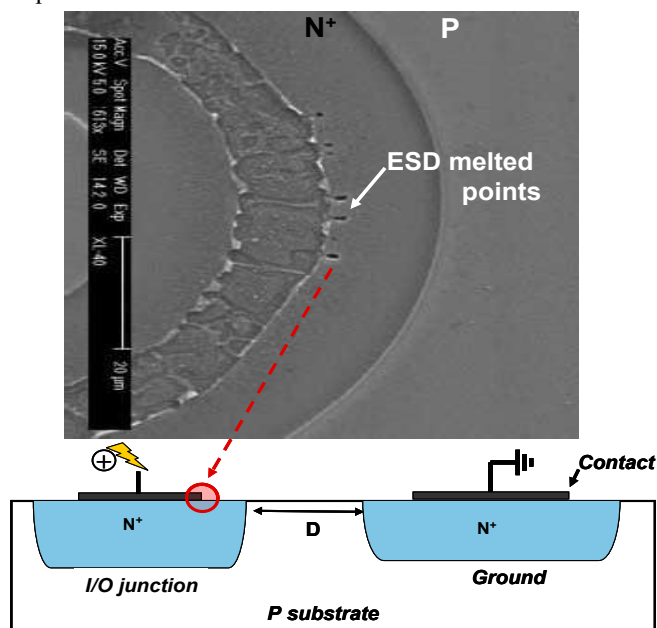 N⁺
P
Acc.V Spot Magn Det WD Exp
15.0 kV 5.0 1613x SE 14.2 0 XL-40
20 µm
ESD melted
points
+
Contact
N⁺
D
N⁺
I/O junction
Ground
P substrate